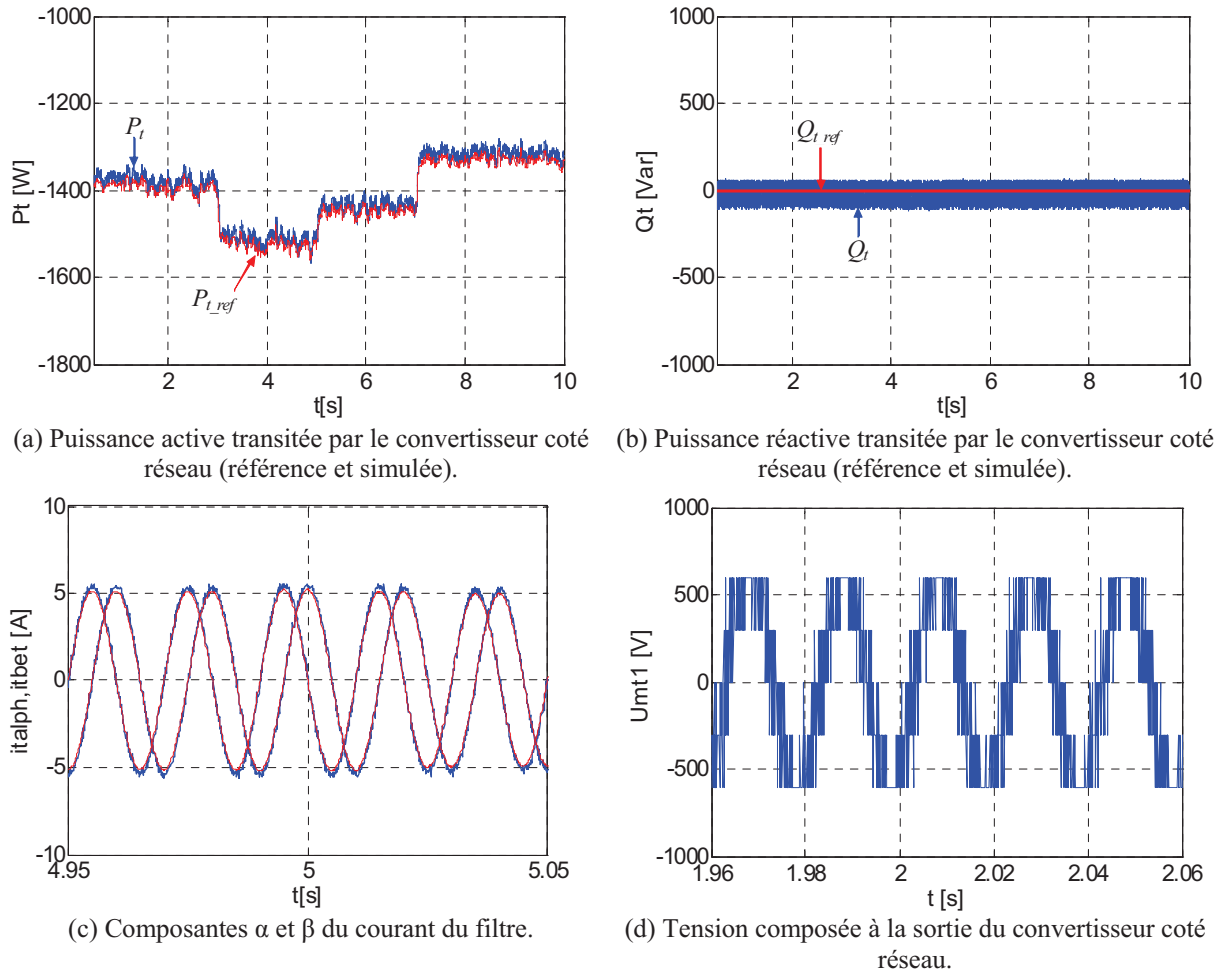 -1000
-1200
-1400
-1600
-1800
Pt [W]
P_t
P_{t_ref}
2 4 6 8 10
t[s]
(a) Puissance active transitée par le convertisseur coté
réseau (référence et simulée).
1000
500
0
-500
-1000
Qt [Var]
Q_{t ref}
Q_t
2 4 6 8 10
t[s]
(b) Puissance réactive transitée par le convertisseur coté
réseau (référence et simulée).
10
5
0
-5
-10
italph,itbet [A]
4.95 5 5.05
t[s]
(c) Composantes α et β du courant du filtre.
1000
500
0
-500
-1000
Umt1 [V]
1.96 1.98 2 2.02 2.04 2.06
t [s]
(d) Tension composée à la sortie du convertisseur coté
réseau.